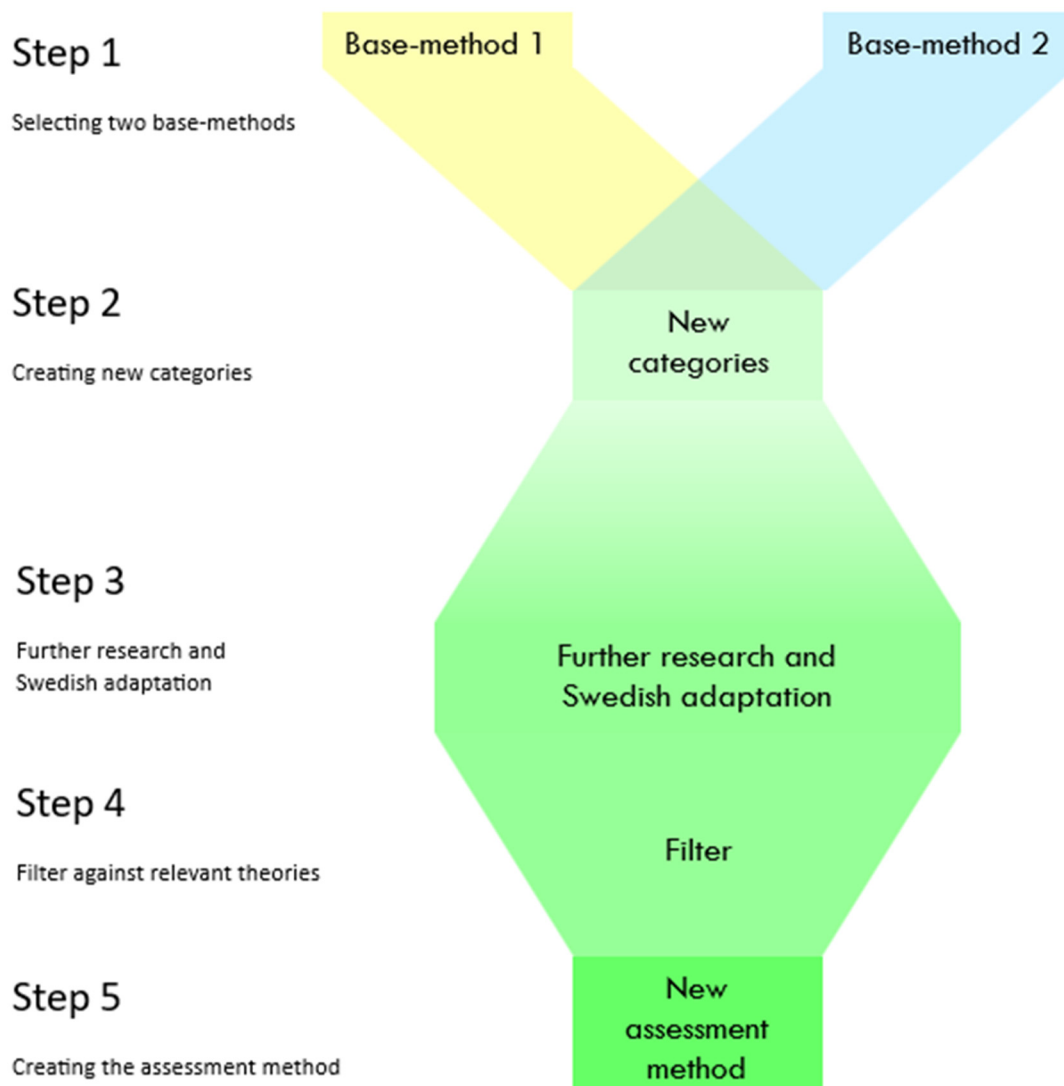 Step 1
Base-method 1
Base-method 2
Selecting two base-methods
Step 2
New
categories
Creating new categories
Step 3
Further research and
Swedish adaptation
Further research and
Swedish adaptation
Step 4
Filter
Filter against relevant theories
Step 5
New
assessment
method
Creating the assessment method